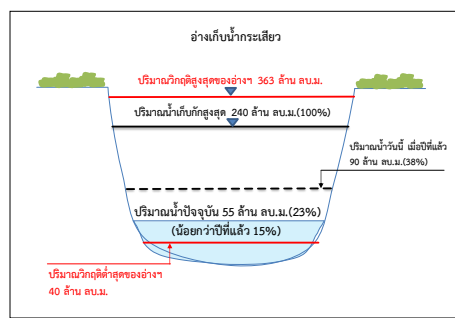 อ่างเก็บน้ำกระเสียว
ปริมาณวิกฤติสูงสุดของอ่างฯ 363 ล้าน ลบ.ม.
ปริมาณน้ำเก็บกักสูงสุด 240 ล้าน ลบ.ม.(100%)
ปริมาณน้ำวันนี้ เมื่อปีที่แล้ว
90 ล้าน ลบ.ม.(38%)
ปริมาณน้ำปัจจุบัน 55 ล้าน ลบ.ม.(23%)
(น้อยกว่าปีที่แล้ว 15%)
ปริมาณวิกฤติต่ำสุดของอ่างฯ
40 ล้าน ลบ.ม.